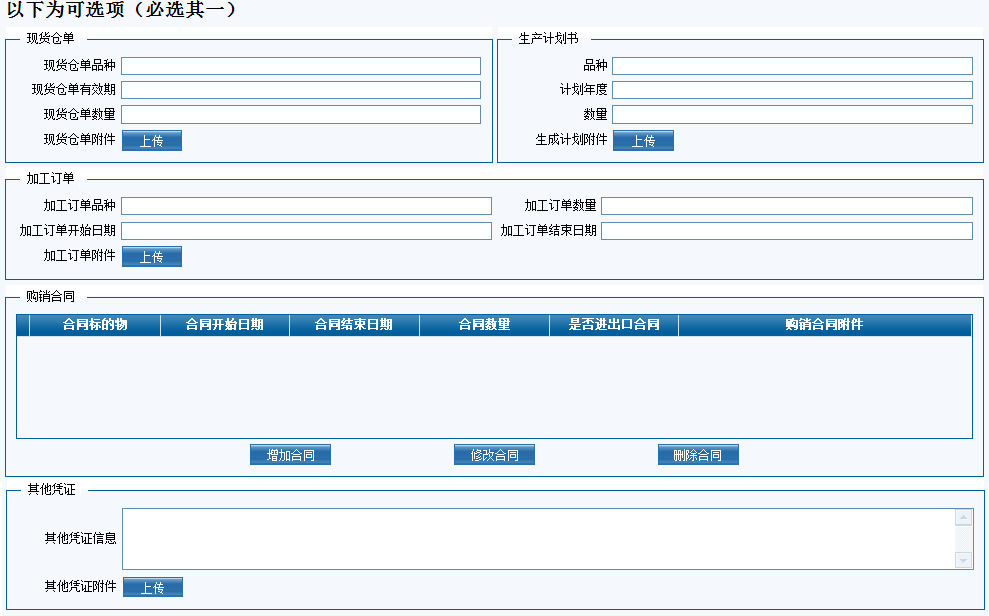 以下为可选项（必选其一）
现货仓单
现货仓单品种
现货仓单有效期
现货仓单数量
现货仓单附件 上传
生产计划书
品种
计划年度
数量
生成计划附件 上传
加工订单
加工订单品种 加工订单数量
加工订单开始日期 加工订单结束日期
加工订单附件 上传
购销合同
合同标的物 合同开始日期 合同结束日期 合同数量 是否进出口合同 购销合同附件
增加合同 修改合同 删除合同
其他凭证
其他凭证信息
其他凭证附件 上传